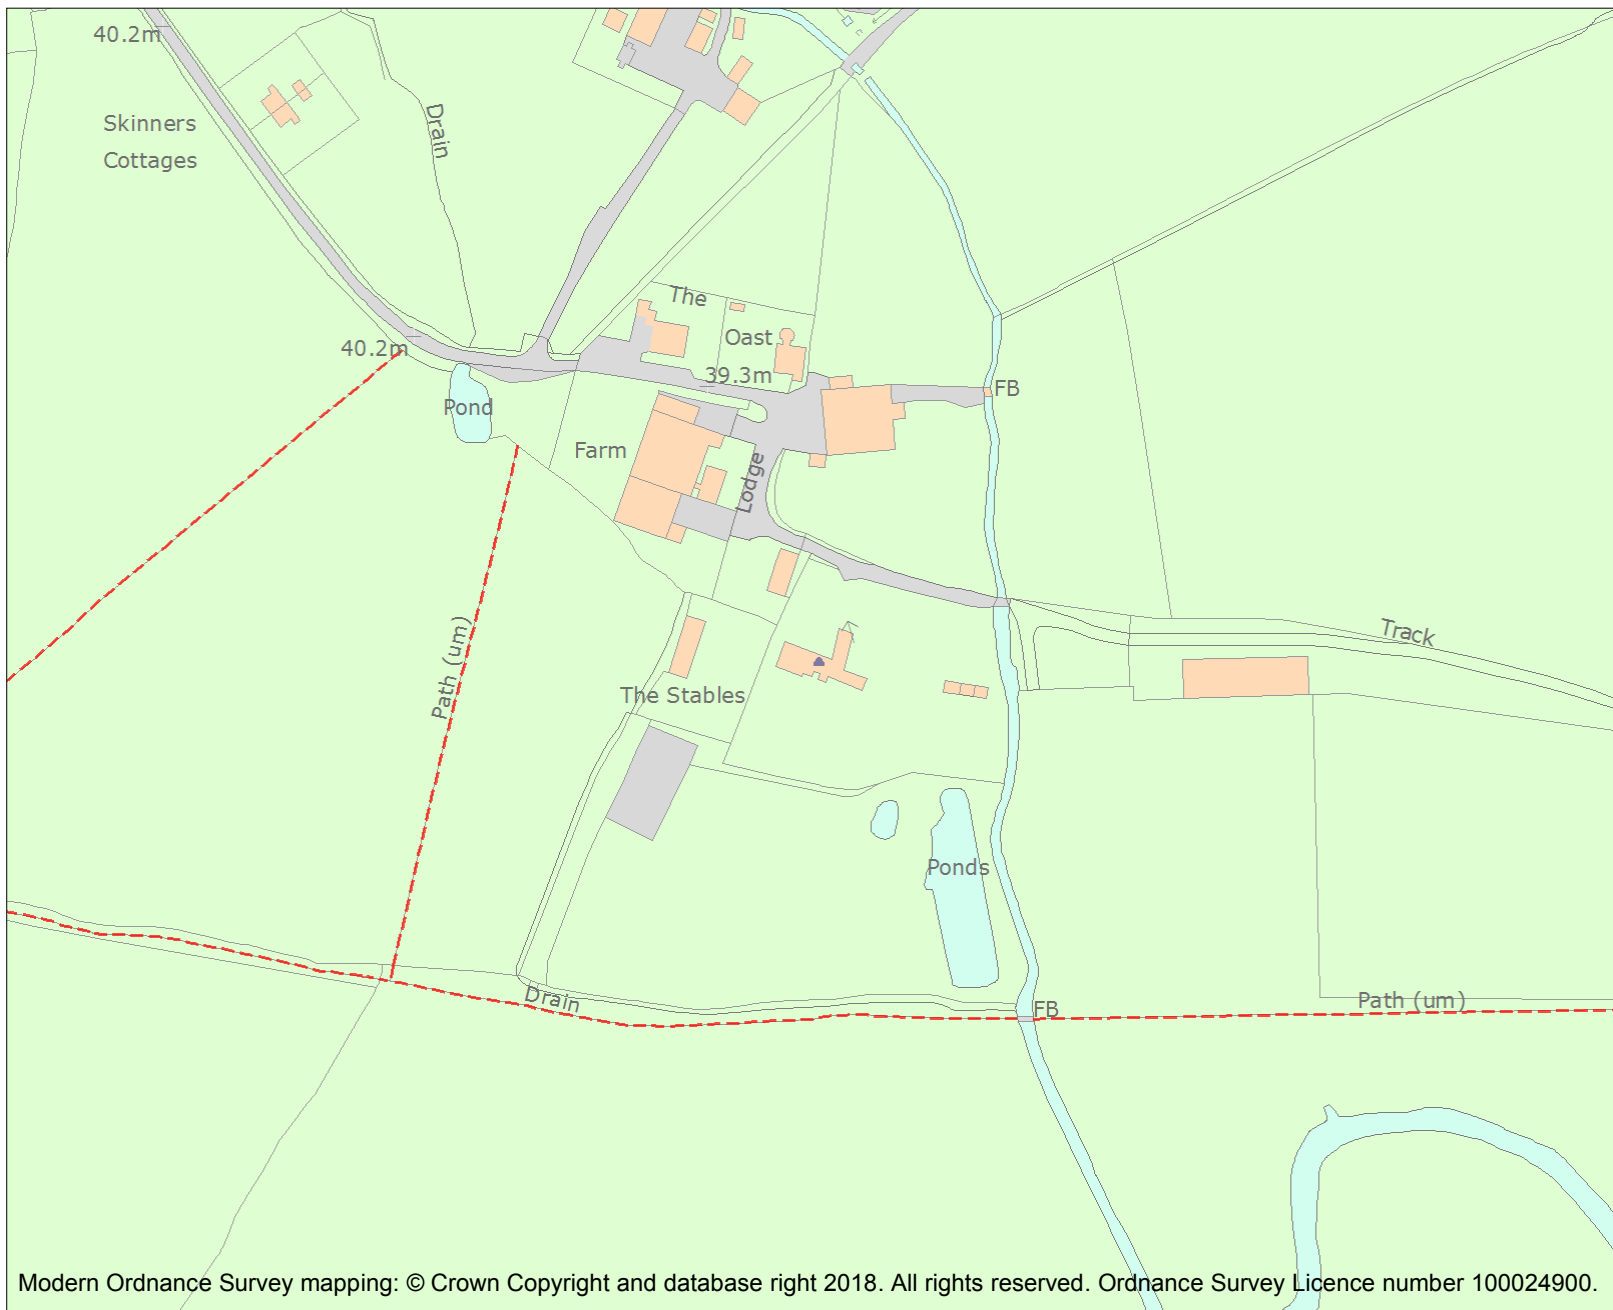 40.2m
Skinners
Cottages
Drain
The
Oast
40.2m
39.3m
FB
Pond
Farm
Lodge
Track
Path (um)
The Stables
Ponds
Drain
FB
Path (um)
Modern Ordnance Survey mapping: © Crown Copyright and database right 2018. All rights reserved. Ordnance Survey Licence number 100024900.